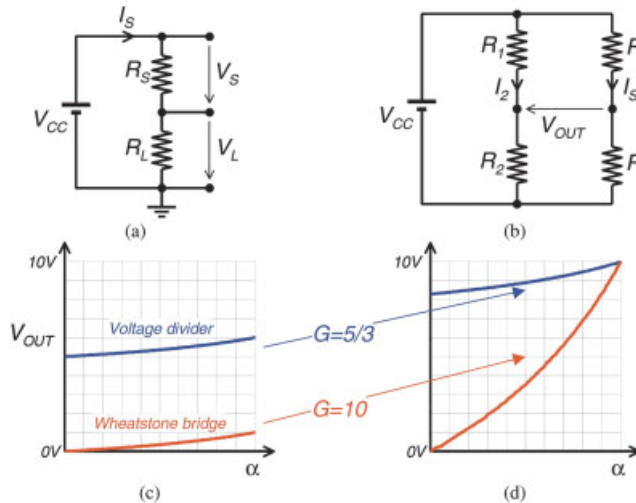 I_S
R_S
V_S
V_CC
R_L
V_L
(a)
R_1
R
I_2
I_S
V_CC
V_OUT
R_2
R
(b)
10V
V_OUT
Voltage divider
Wheatstone bridge
0V
α
(c)
G=5/3
G=10
10V
0V
α
(d)